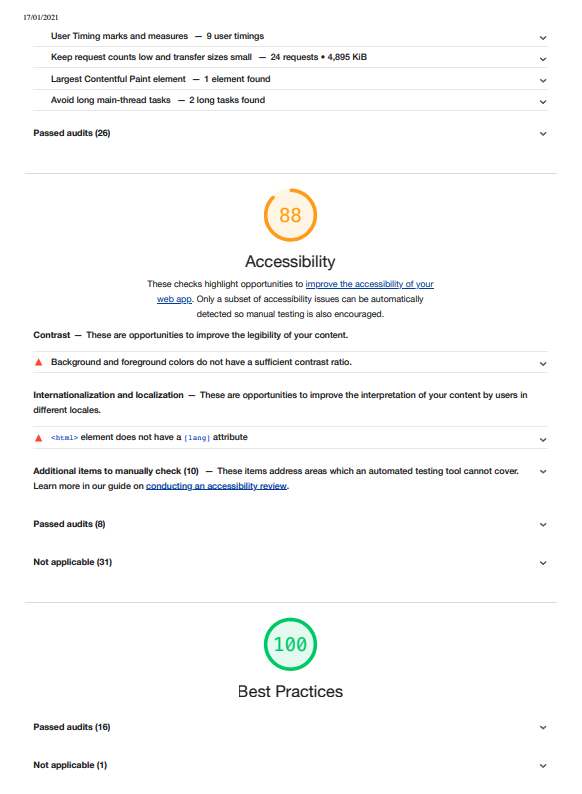 17/01/2021
User Timing marks and measures — 9 user timings
Keep request counts low and transfer sizes small — 24 requests • 4,895 KiB
Largest Contentful Paint element — 1 element found
Avoid long main-thread tasks — 2 long tasks found
Passed audits (26)
88
Accessibility
These checks highlight opportunities to improve the accessibility of your
web app. Only a subset of accessibility issues can be automatically
detected so manual testing is also encouraged.
Contrast — These are opportunities to improve the legibility of your content.
Background and foreground colors do not have a sufficient contrast ratio.
Internationalization and localization — These are opportunities to improve the interpretation of your content by users in
different locales.
<html> element does not have a [lang] attribute
Additional items to manually check (10) — These items address areas which an automated testing tool cannot cover.
Learn more in our guide on conducting an accessibility review.
Passed audits (8)
Not applicable (31)
100
Best Practices
Passed audits (16)
Not applicable (1)